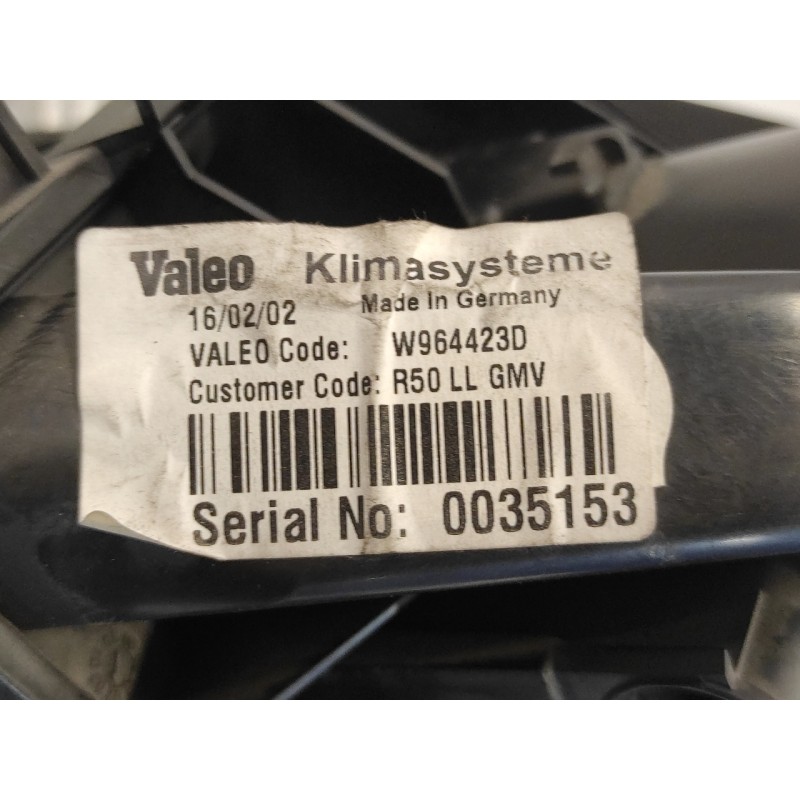 Valeo Klimasysteme
16/02/02 Made In Germany
VALEO Code: W964423D
Customer Code: R50 LL GMV
Serial No: 0035153